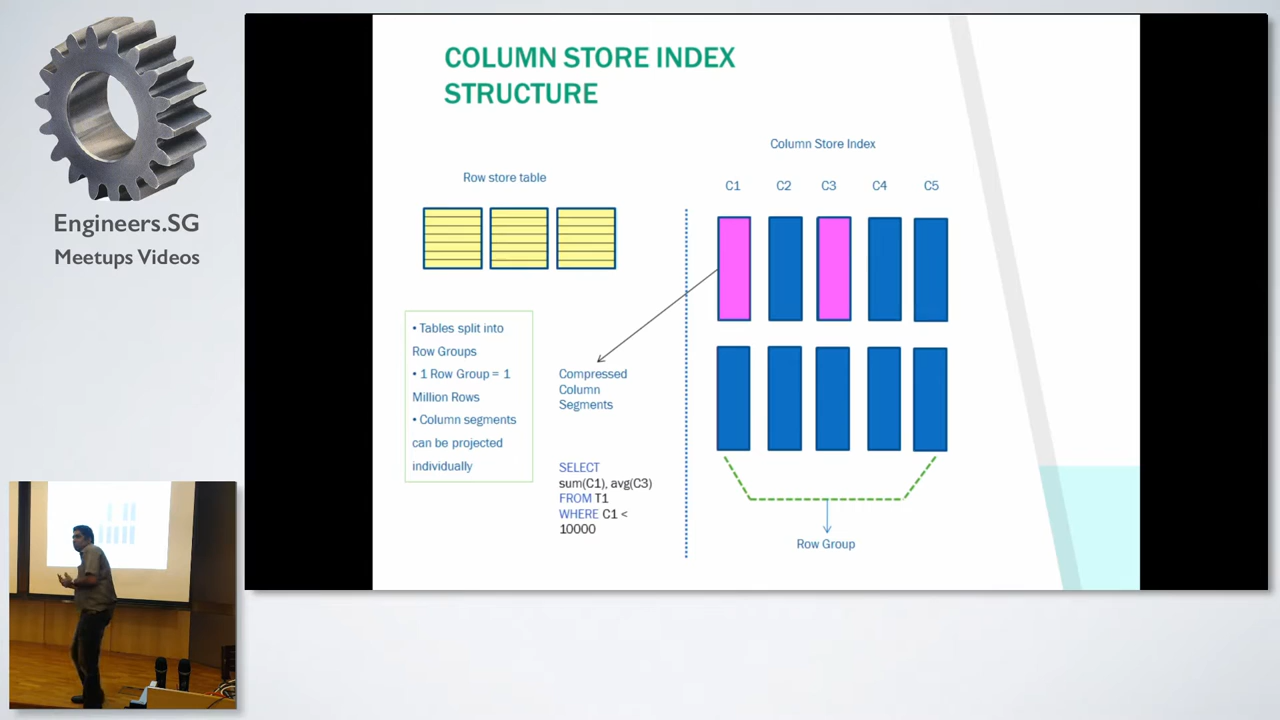 Engineers.SG
Meetups Videos
COLUMN STORE INDEX
STRUCTURE
Row store table
• Tables split into
Row Groups
• 1 Row Group = 1
Million Rows
• Column segments
can be projected
individually
Compressed
Column
Segments
SELECT
sum(C1), avg(C3)
FROM T1
WHERE C1 <
10000
Column Store Index
C1 C2 C3 C4 C5
Row Group